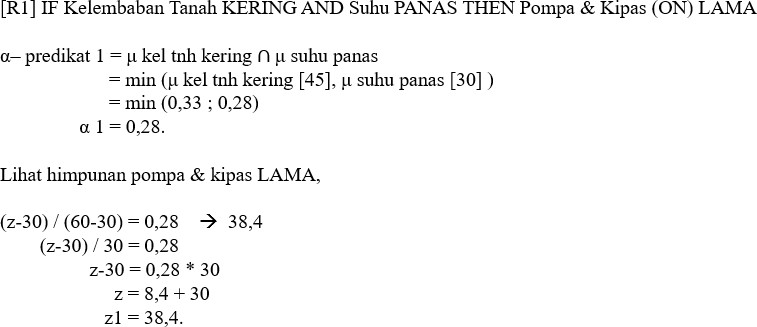 [R1] IF Kelembaban Tanah KERING AND Suhu PANAS THEN Pompa & Kipas (ON) LAMA
α– predikat 1 = μ kel tnh kering ∩ μ suhu panas
= min (μ kel tnh kering [45], μ suhu panas [30] )
= min (0,33 ; 0,28)
α 1 = 0,28.
Lihat himpunan pompa & kipas LAMA,
(z-30) / (60-30) = 0,28 → 38,4
(z-30) / 30 = 0,28
z-30 = 0,28 * 30
z = 8,4 + 30
z1 = 38,4.